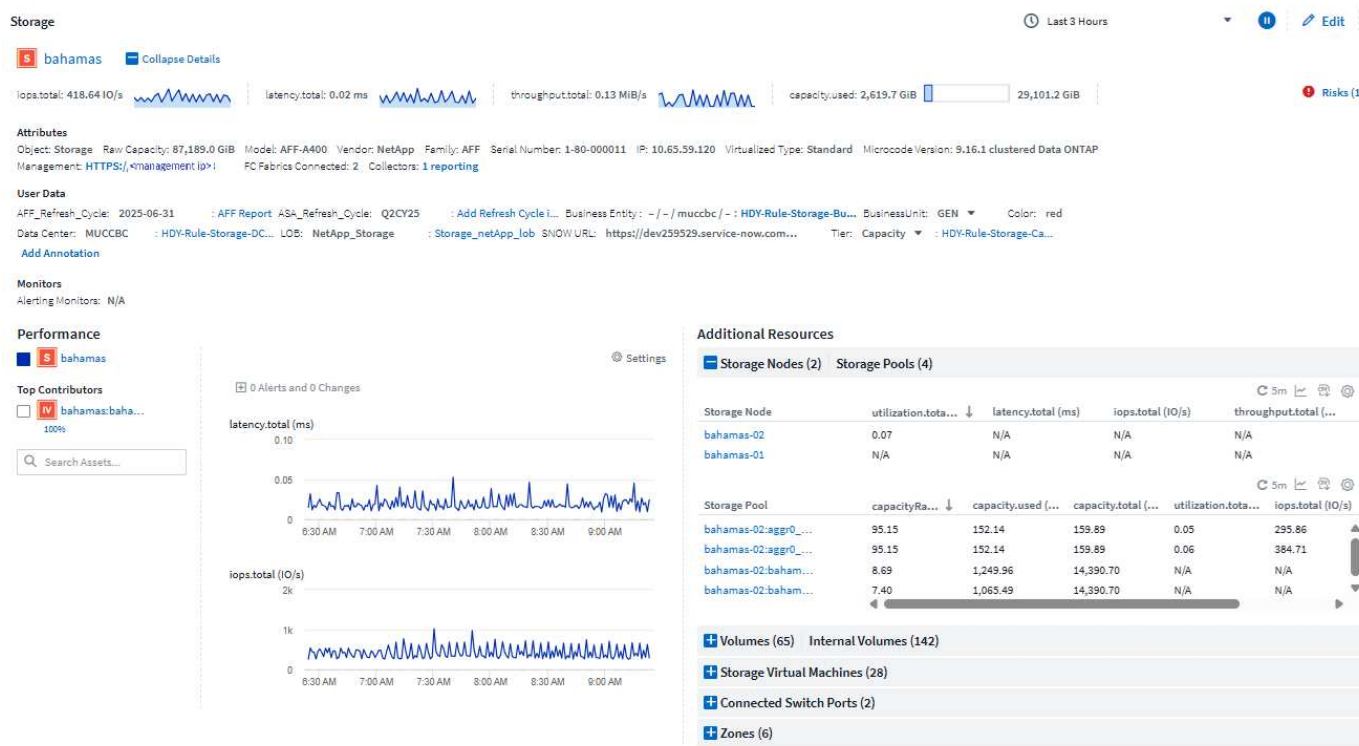 Storage
Last 3 Hours
Edit
S bahamas Collapse Details
iops.total: 418.64 IO/s latency.total: 0.02 ms throughput.total: 0.13 MiB/s capacity.used: 2,619.7 GiB 29,101.2 GiB Risks (1
Attributes
Object: Storage Raw Capacity: 87,189.0 GiB Model: AFF-A400 Vendor: NetApp Family: AFF Serial Number: 1-80-000011 IP: 10.65.59.120 Virtualized Type: Standard Microcode Version: 9.16.1 clustered Data ONTAP
Management: HTTPS:/, <management ip>: FC Fabrics Connected: 2 Collectors: 1 reporting
User Data
AFF_Refresh_Cycle: 2025-06-31 : AFF Report ASA_Refresh_Cycle: Q2CY25 : Add Refresh Cycle i... Business Entity: - / - / muccbc / - : HDY-Rule-Storage-Bu... BusinessUnit: GEN Color: red
Data Center: MUCCBC : HDY-Rule-Storage-DC... LOB: NetApp_Storage : Storage_netApp_lob SNOW URL: https://dev259529.service-now.com... Tier: Capacity : HDY-Rule-Storage-Ca...
Add Annotation
Monitors
Alerting Monitors: N/A
Performance
S bahamas
Top Contributors
IV bahamas:baha...
100%
Search Assets...
Settings
0 Alerts and 0 Changes
latency.total (ms)
0.10
0.05
0
6:30 AM 7:00 AM 7:30 AM 8:00 AM 8:30 AM 9:00 AM
iops.total (IO/s)
2k
1k
0
6:30 AM 7:00 AM 7:30 AM 8:00 AM 8:30 AM 9:00 AM
Additional Resources
Storage Nodes (2) Storage Pools (4)
5m
Storage Node utilization.tota... latency.total (ms) iops.total (IO/s) throughput.total (...
bahamas-02 0.07 N/A N/A N/A
bahamas-01 N/A N/A N/A N/A
5m
Storage Pool capacityRa... capacity.used (... capacity.total (... utilization.tota... iops.total (IO/s)
bahamas-02:aggr0_... 95.15 152.14 159.89 0.05 295.86
bahamas-02:aggr0_... 95.15 152.14 159.89 0.06 384.71
bahamas-02:baham... 8.69 1,249.96 14,390.70 N/A N/A
bahamas-02:baham... 7.40 1,065.49 14,390.70 N/A N/A
Volumes (65) Internal Volumes (142)
Storage Virtual Machines (28)
Connected Switch Ports (2)
Zones (6)